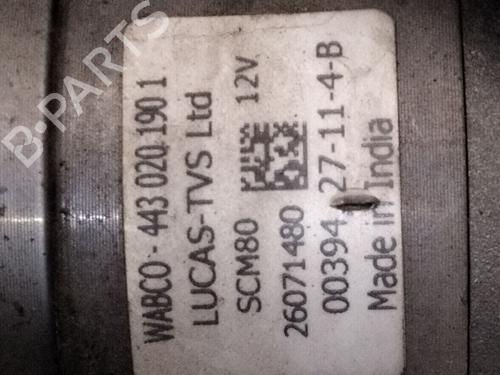 WABCO - 443 020 190 1
LUCAS-TVS Ltd
SCM80 12V
26071480
00394 27-11-4-B
Made in India
B-PARTS